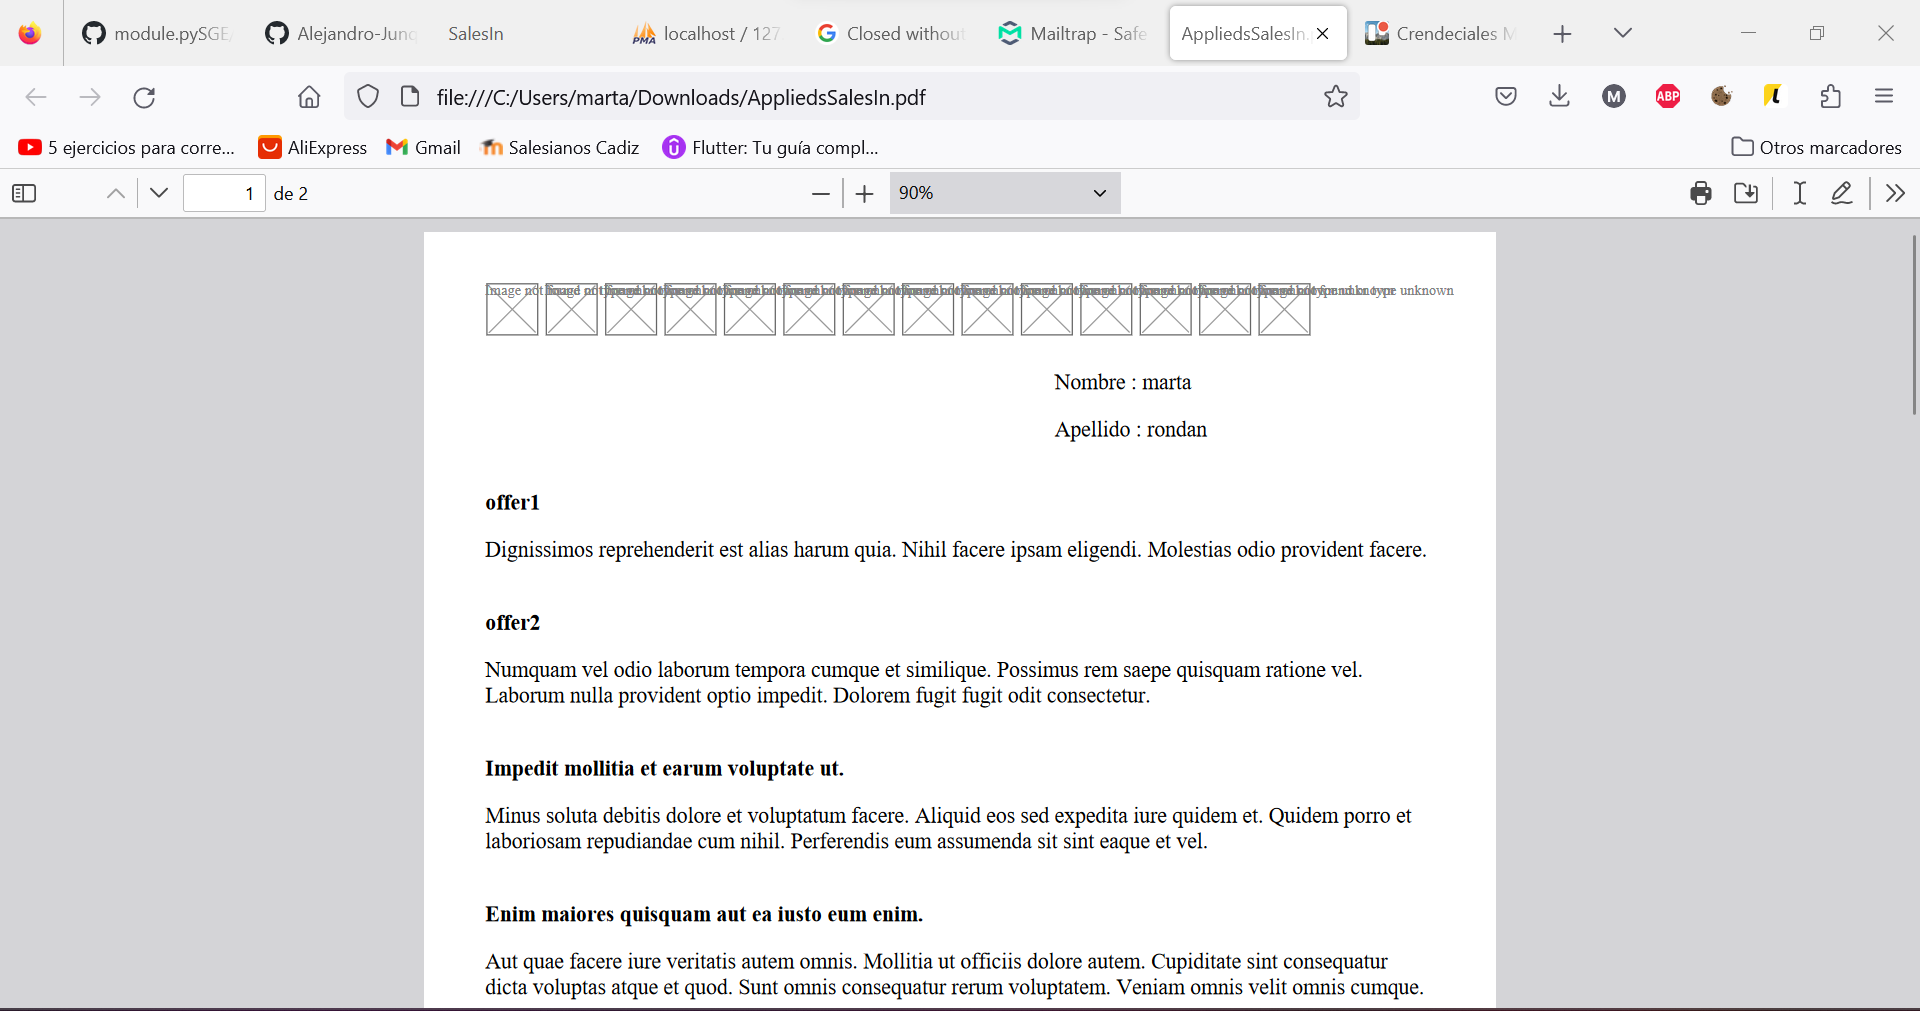 module.pySGE
Alejandro-Junq
SalesIn
PMA
localhost / 127
Closed without
Mailtrap - Safe
AppliedsSalesIn.
Crendeciales M
file:///C:/Users/marta/Downloads/AppliedsSalesIn.pdf
M
ABP
5 ejercicios para corre...
AliExpress
Gmail
Salesianos Cadiz
Flutter: Tu guía compl...
Otros marcadores
1
de 2
90%
Image not
type unknown
Nombre : marta
Apellido : rondan
offer1
Dignissimos reprehenderit est alias harum quia. Nihil facere ipsam eligendi. Molestias odio provident facere.
offer2
Numquam vel odio laborum tempora cumque et similique. Possimus rem saepe quisquam ratione vel.
Laborum nulla provident optio impedit. Dolorem fugit fugit odit consectetur.
Impedit mollitia et earum voluptate ut.
Minus soluta debitis dolore et voluptatum facere. Aliquid eos sed expedita iure quidem et. Quidem porro et
laboriosam repudiandae cum nihil. Perferendis eum assumenda sit sint eaque et vel.
Enim maiores quisquam aut ea iusto eum enim.
Aut quae facere iure veritatis autem omnis. Mollitia ut officiis dolore autem. Cupiditate sint consequatur
dicta voluptas atque et quod. Sunt omnis consequatur rerum voluptatem. Veniam omnis velit omnis cumque.